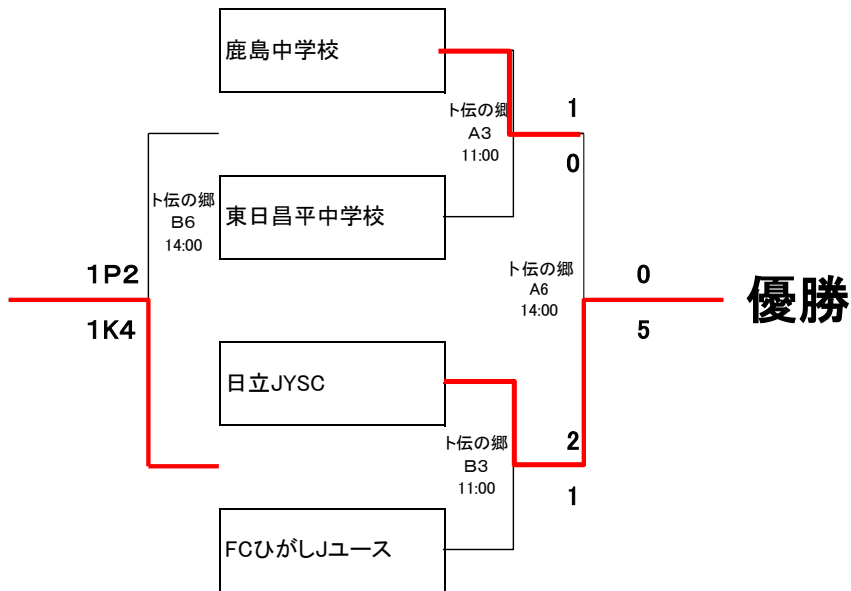 鹿島中学校
ト伝の郷
A3
11:00
1
0
ト伝の郷
B6
14:00
東日昌平中学校
1P2
1K4
ト伝の郷
A6
14:00
0
5
優勝
日立JYSC
ト伝の郷
B3
11:00
2
1
FCひがしJユース